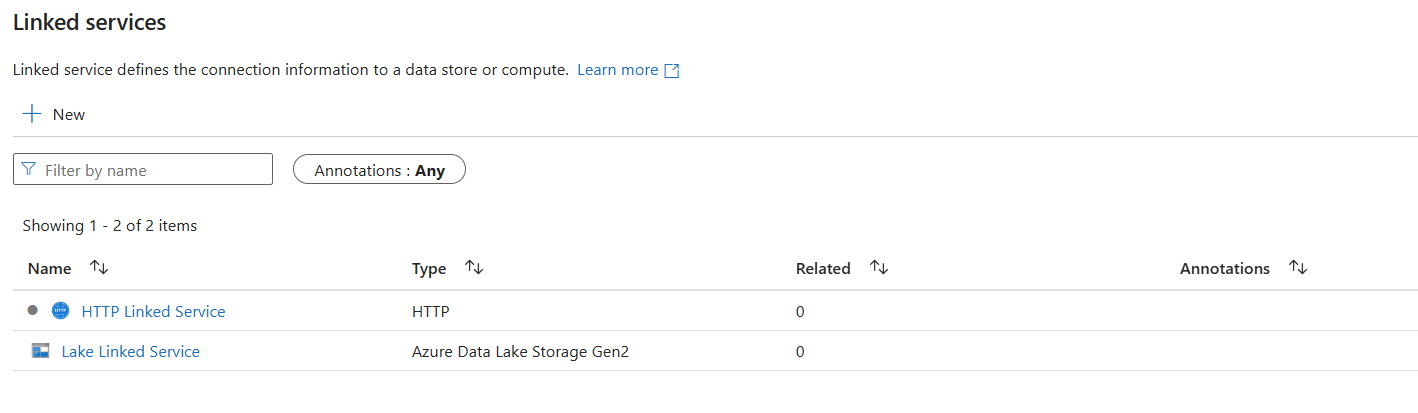 Linked services
Linked service defines the connection information to a data store or compute. Learn more
New
Filter by name
Annotations : Any
Showing 1 - 2 of 2 items
Name Type Related Annotations
HTTP HTTP Linked Service HTTP 0
Lake Linked Service Azure Data Lake Storage Gen2 0